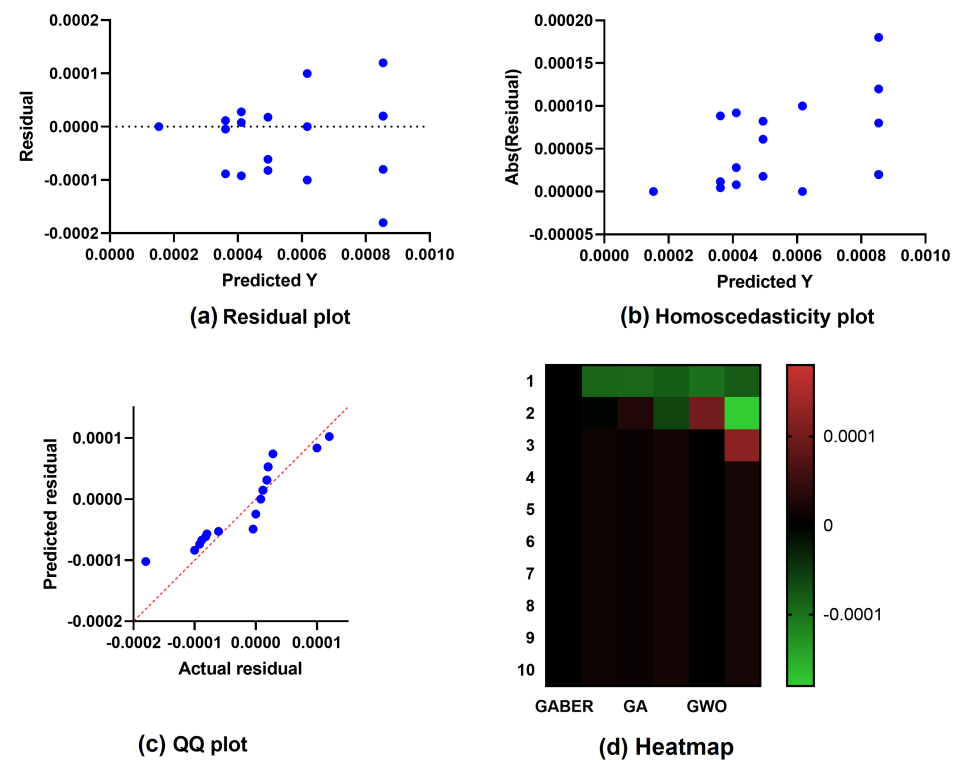 0.0002
0.0001
0.0000
-0.0001
-0.0002
Residual
0.0000 0.0002 0.0004 0.0006 0.0008 0.0010
Predicted Y
(a) Residual plot
0.00020
0.00015
0.00010
0.00005
0.00000
-0.00005
Abs(Residual)
0.0000 0.0002 0.0004 0.0006 0.0008 0.0010
Predicted Y
(b) Homoscedasticity plot
0.0001
0.0000
-0.0001
-0.0002
Predicted residual
-0.0002 -0.0001 0.0000 0.0001
Actual residual
(c) QQ plot
1
2
3
4
5
6
7
8
9
10
GABER GA GWO
0.0001
0
-0.0001
(d) Heatmap